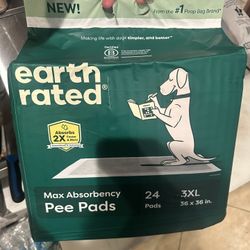 NEW!
From the #1 Poop Bag Brand
Making life with dogs simpler, and better.
earth
rated®
Absorbs
2X
Max Absorbency
Pee Pads
24
Pads
3XL
36 x 36 in.